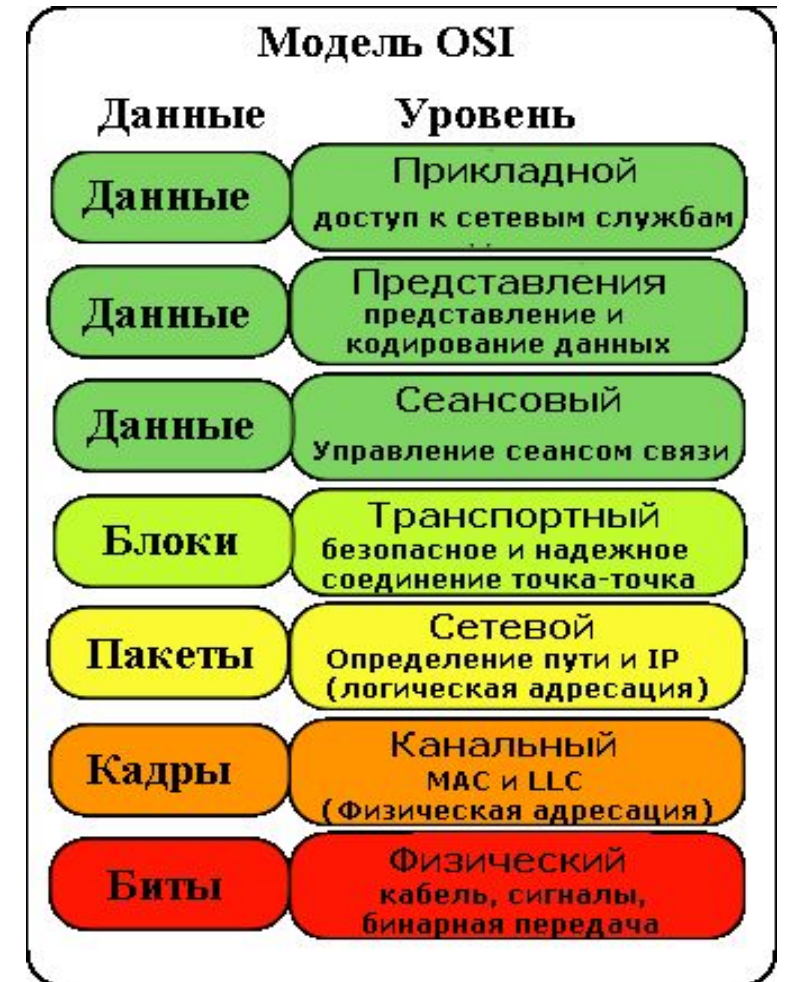 Модель OSI
Данные Уровень
Данные
Прикладной
доступ к сетевым службам
Данные
Представления
представление и
кодирование данных
Данные
Сеансовый
Управление сеансом связи
Блоки
Транспортный
безопасное и надежное
соединение точка-точка
Пакеты
Сетевой
Определение пути и IP
(логическая адресация)
Кадры
Канальный
MAC и LLC
(Физическая адресация)
Биты
Физический
кабель, сигналы,
бинарная передача